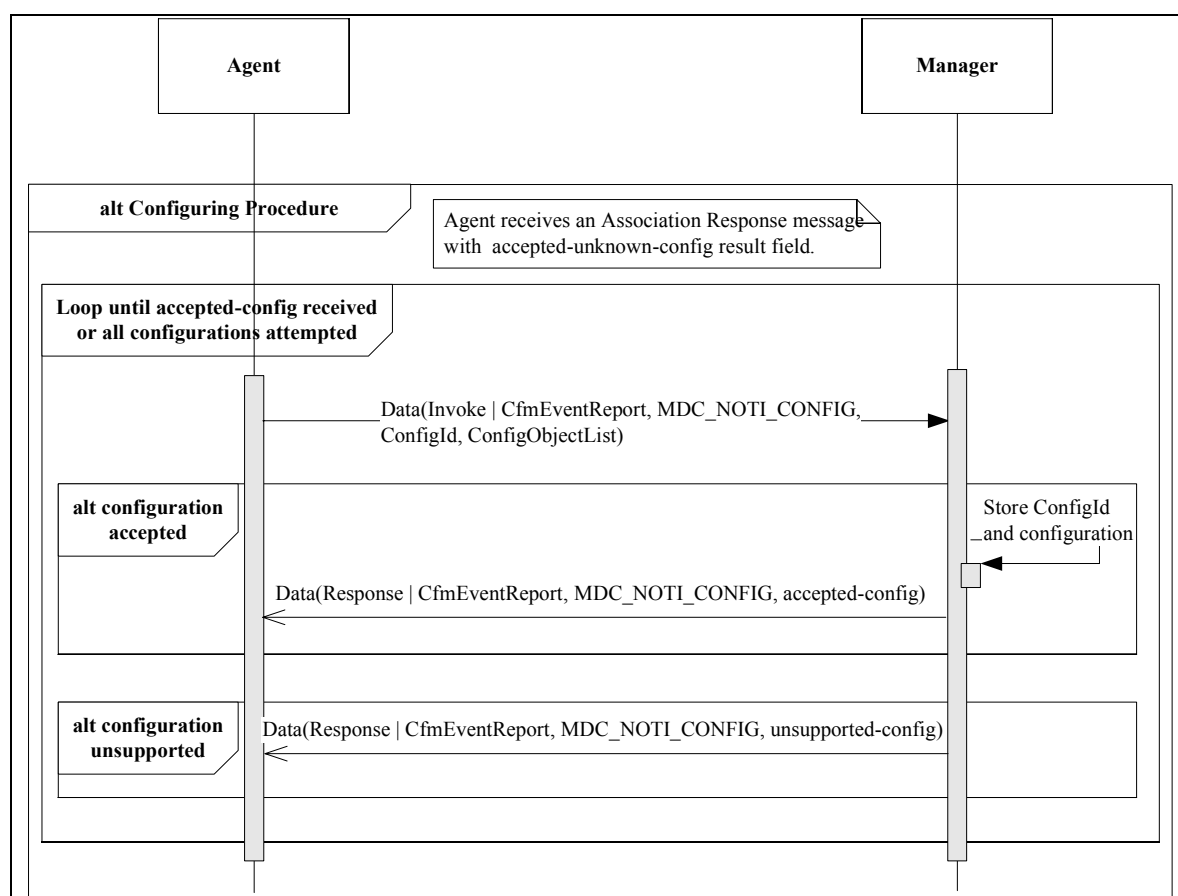 Agent
Manager
alt Configuring Procedure
Agent receives an Association Response message
with accepted-unknown-config result field.
Loop until accepted-config received
or all configurations attempted
Data(Invoke | CfmEventReport, MDC_NOTI_CONFIG,
ConfigId, ConfigObjectList)
alt configuration
accepted
Store ConfigId
and configuration
Data(Response | CfmEventReport, MDC_NOTI_CONFIG, accepted-config)
alt configuration
unsupported
Data(Response | CfmEventReport, MDC_NOTI_CONFIG, unsupported-config)